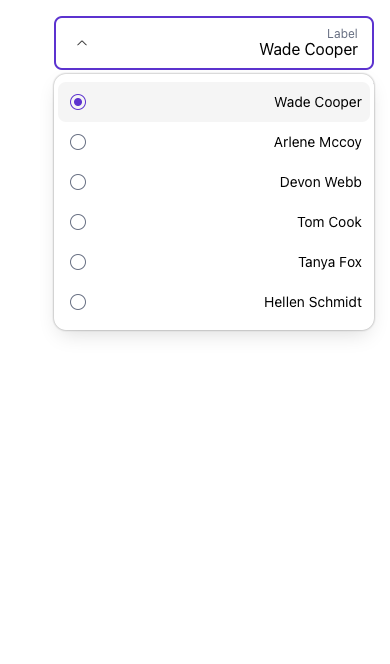 Label
Wade Cooper
Wade Cooper
Arlene Mccoy
Devon Webb
Tom Cook
Tanya Fox
Hellen Schmidt